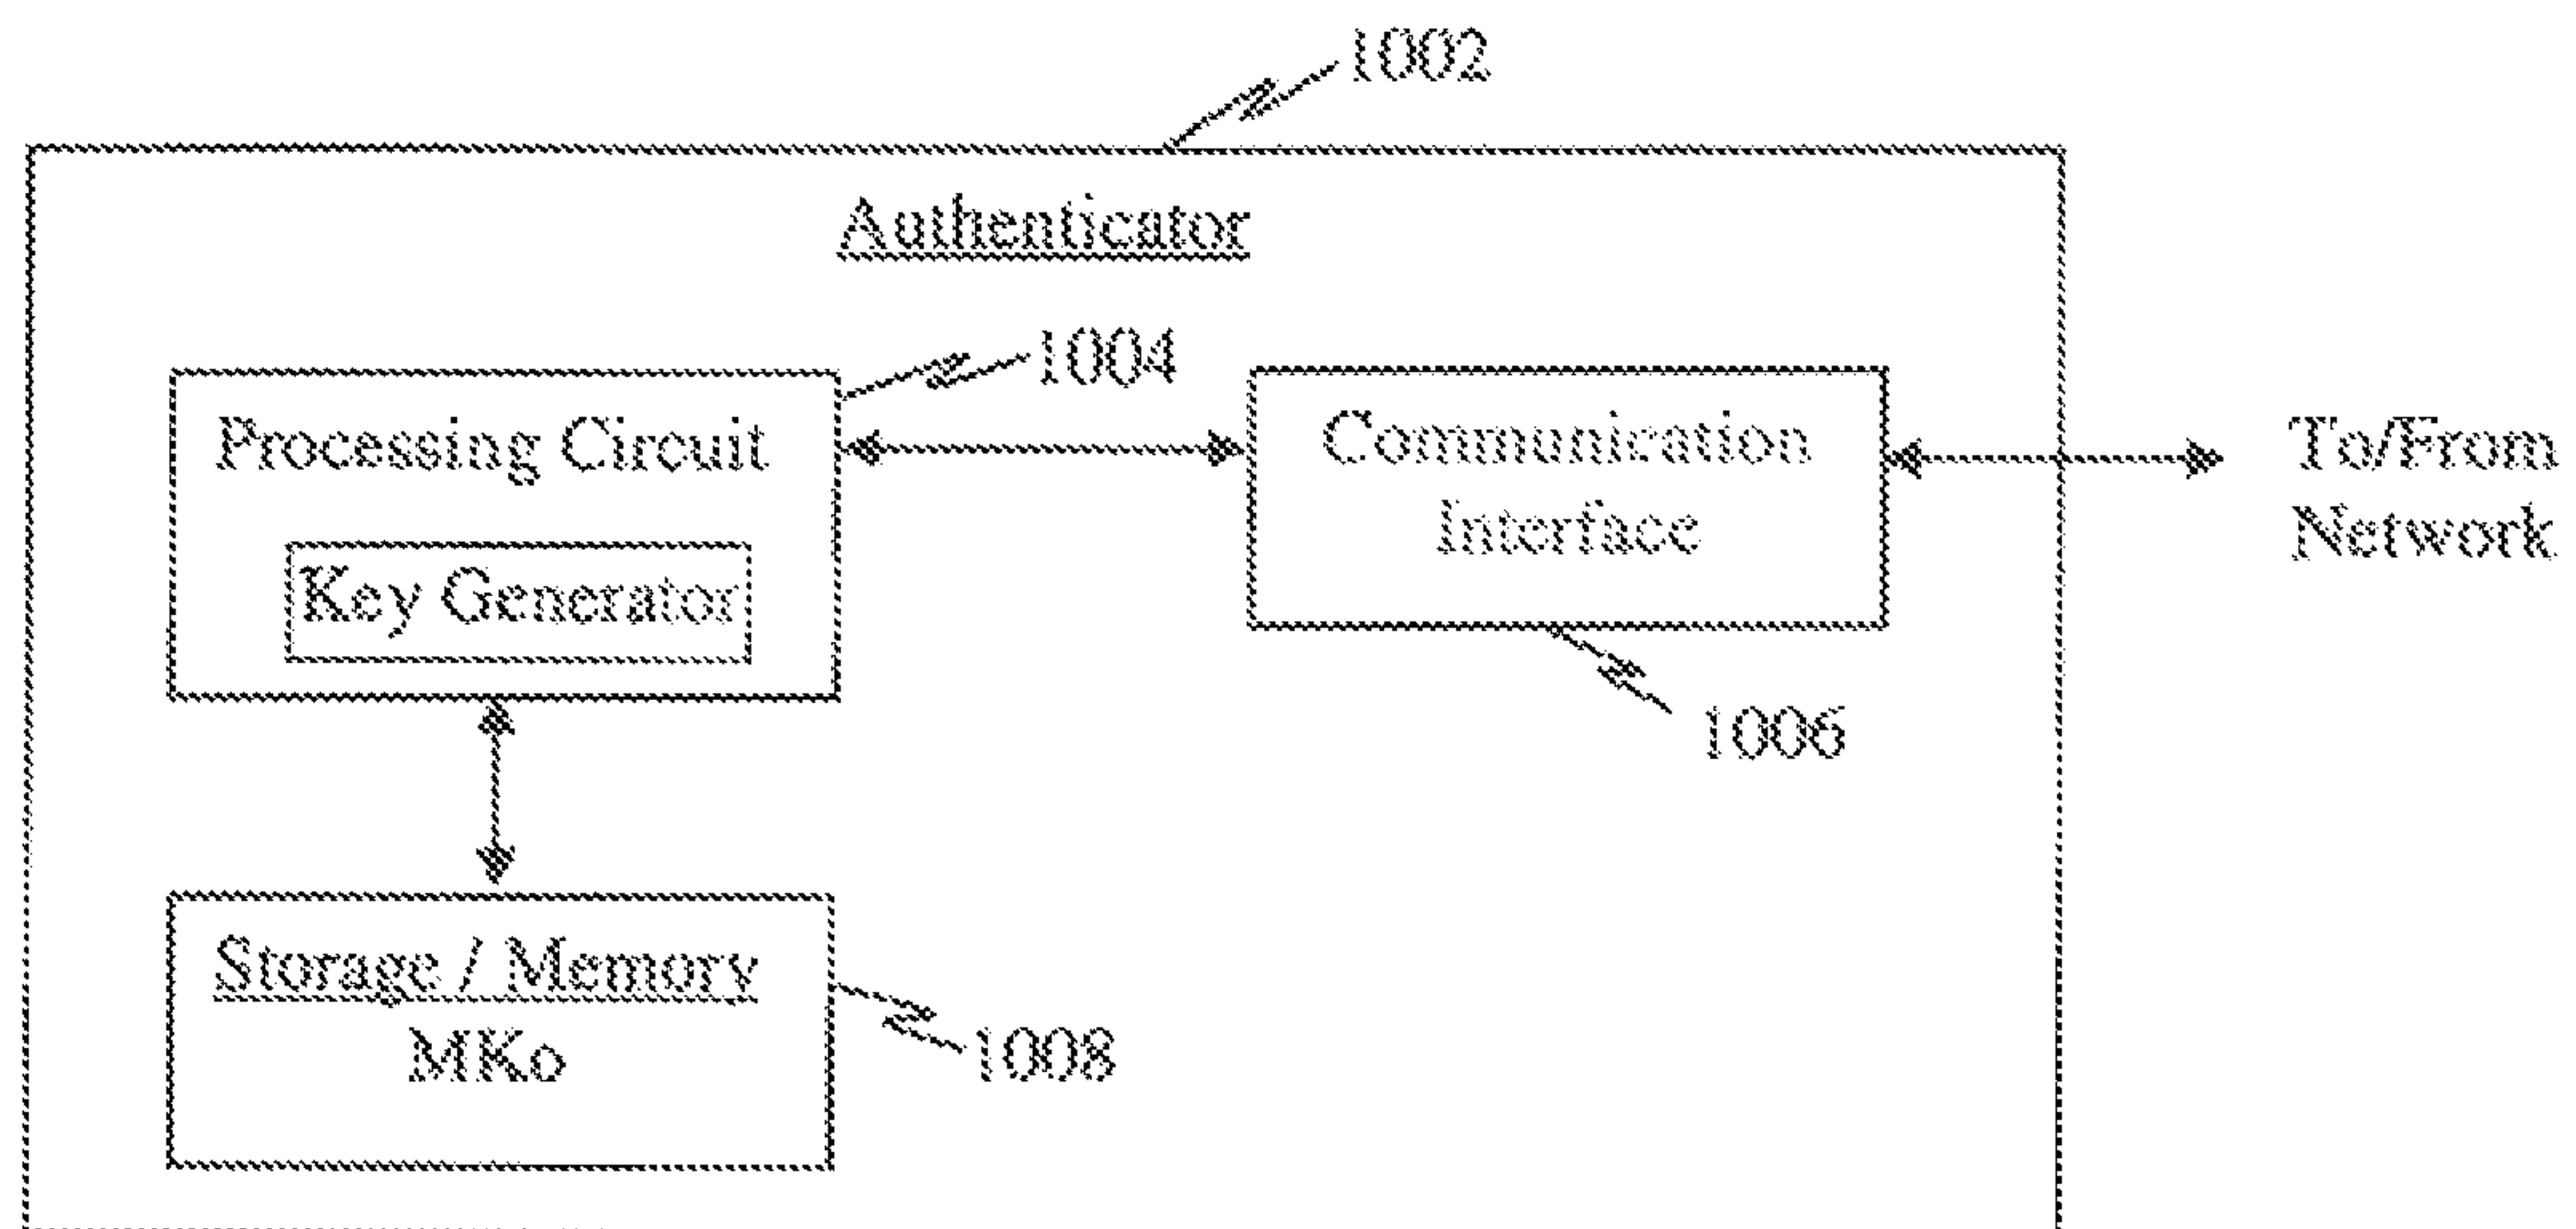 1002
Authenticator
1004
Processing Circuit
Key Generator
Communication
Interface
To/From
Network
1006
Storage / Memory
MKo
1008